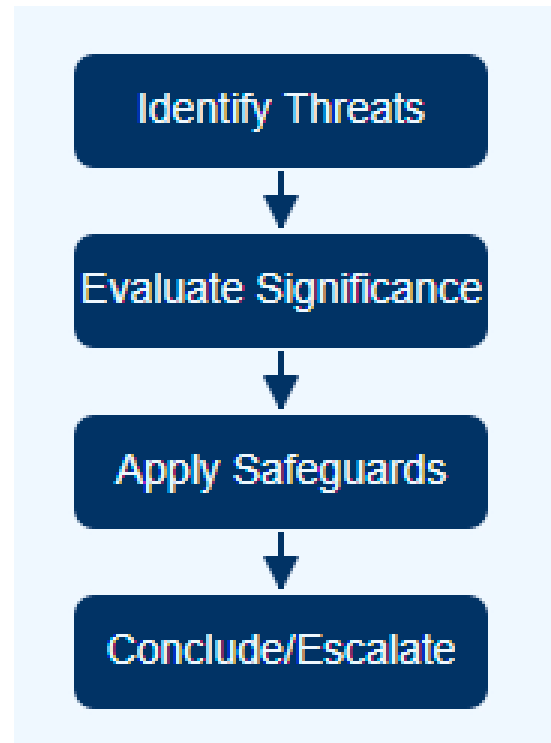 Identify Threats
Evaluate Significance
Apply Safeguards
Conclude/Escalate